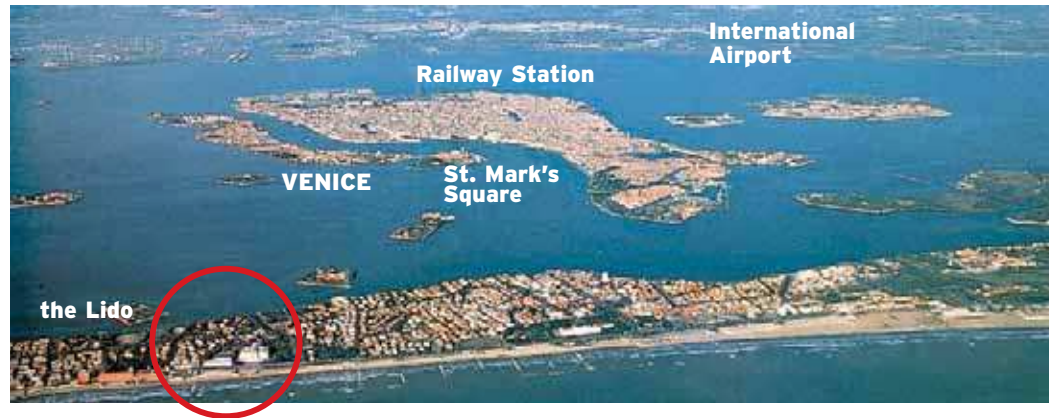 International
Airport
Railway Station
VENICE
St. Mark's
Square
the Lido